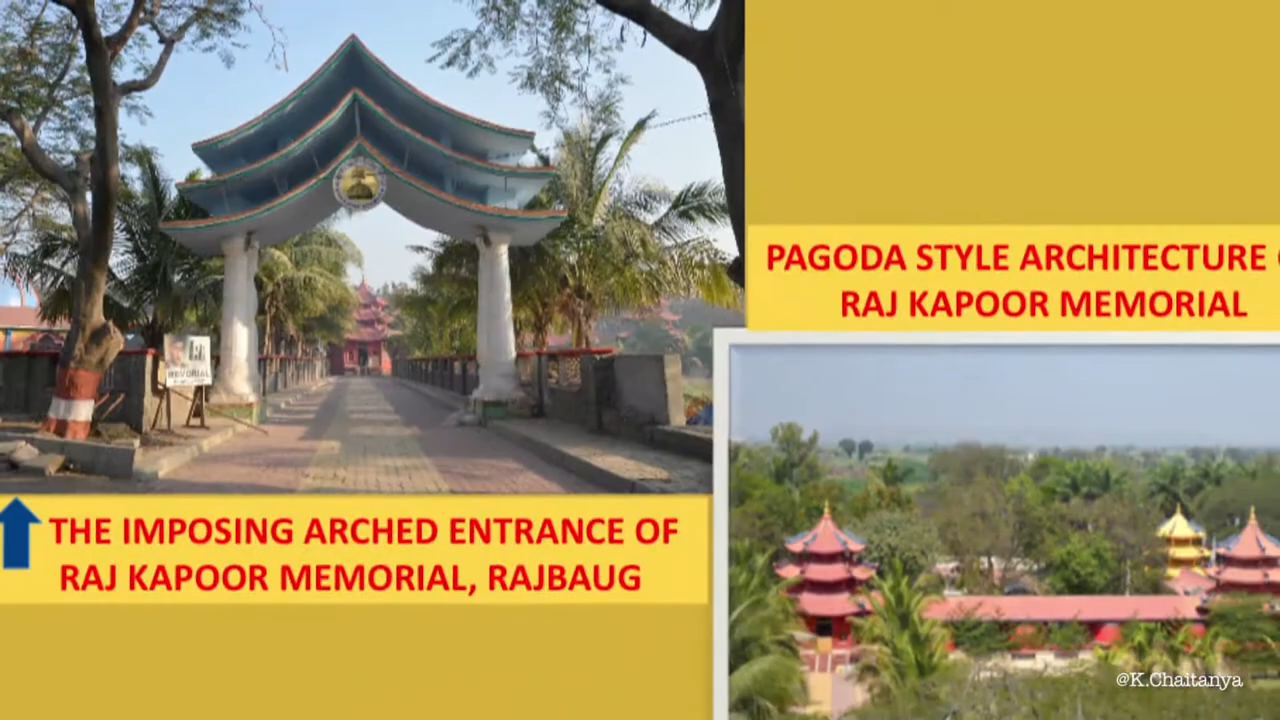 PAGODA STYLE ARCHITECTURE
RAJ KAPOOR MEMORIAL
MEMORIAL
THE IMPOSING ARCHED ENTRANCE OF
RAJ KAPOOR MEMORIAL, RAJBAUG
@K.Chaitanya